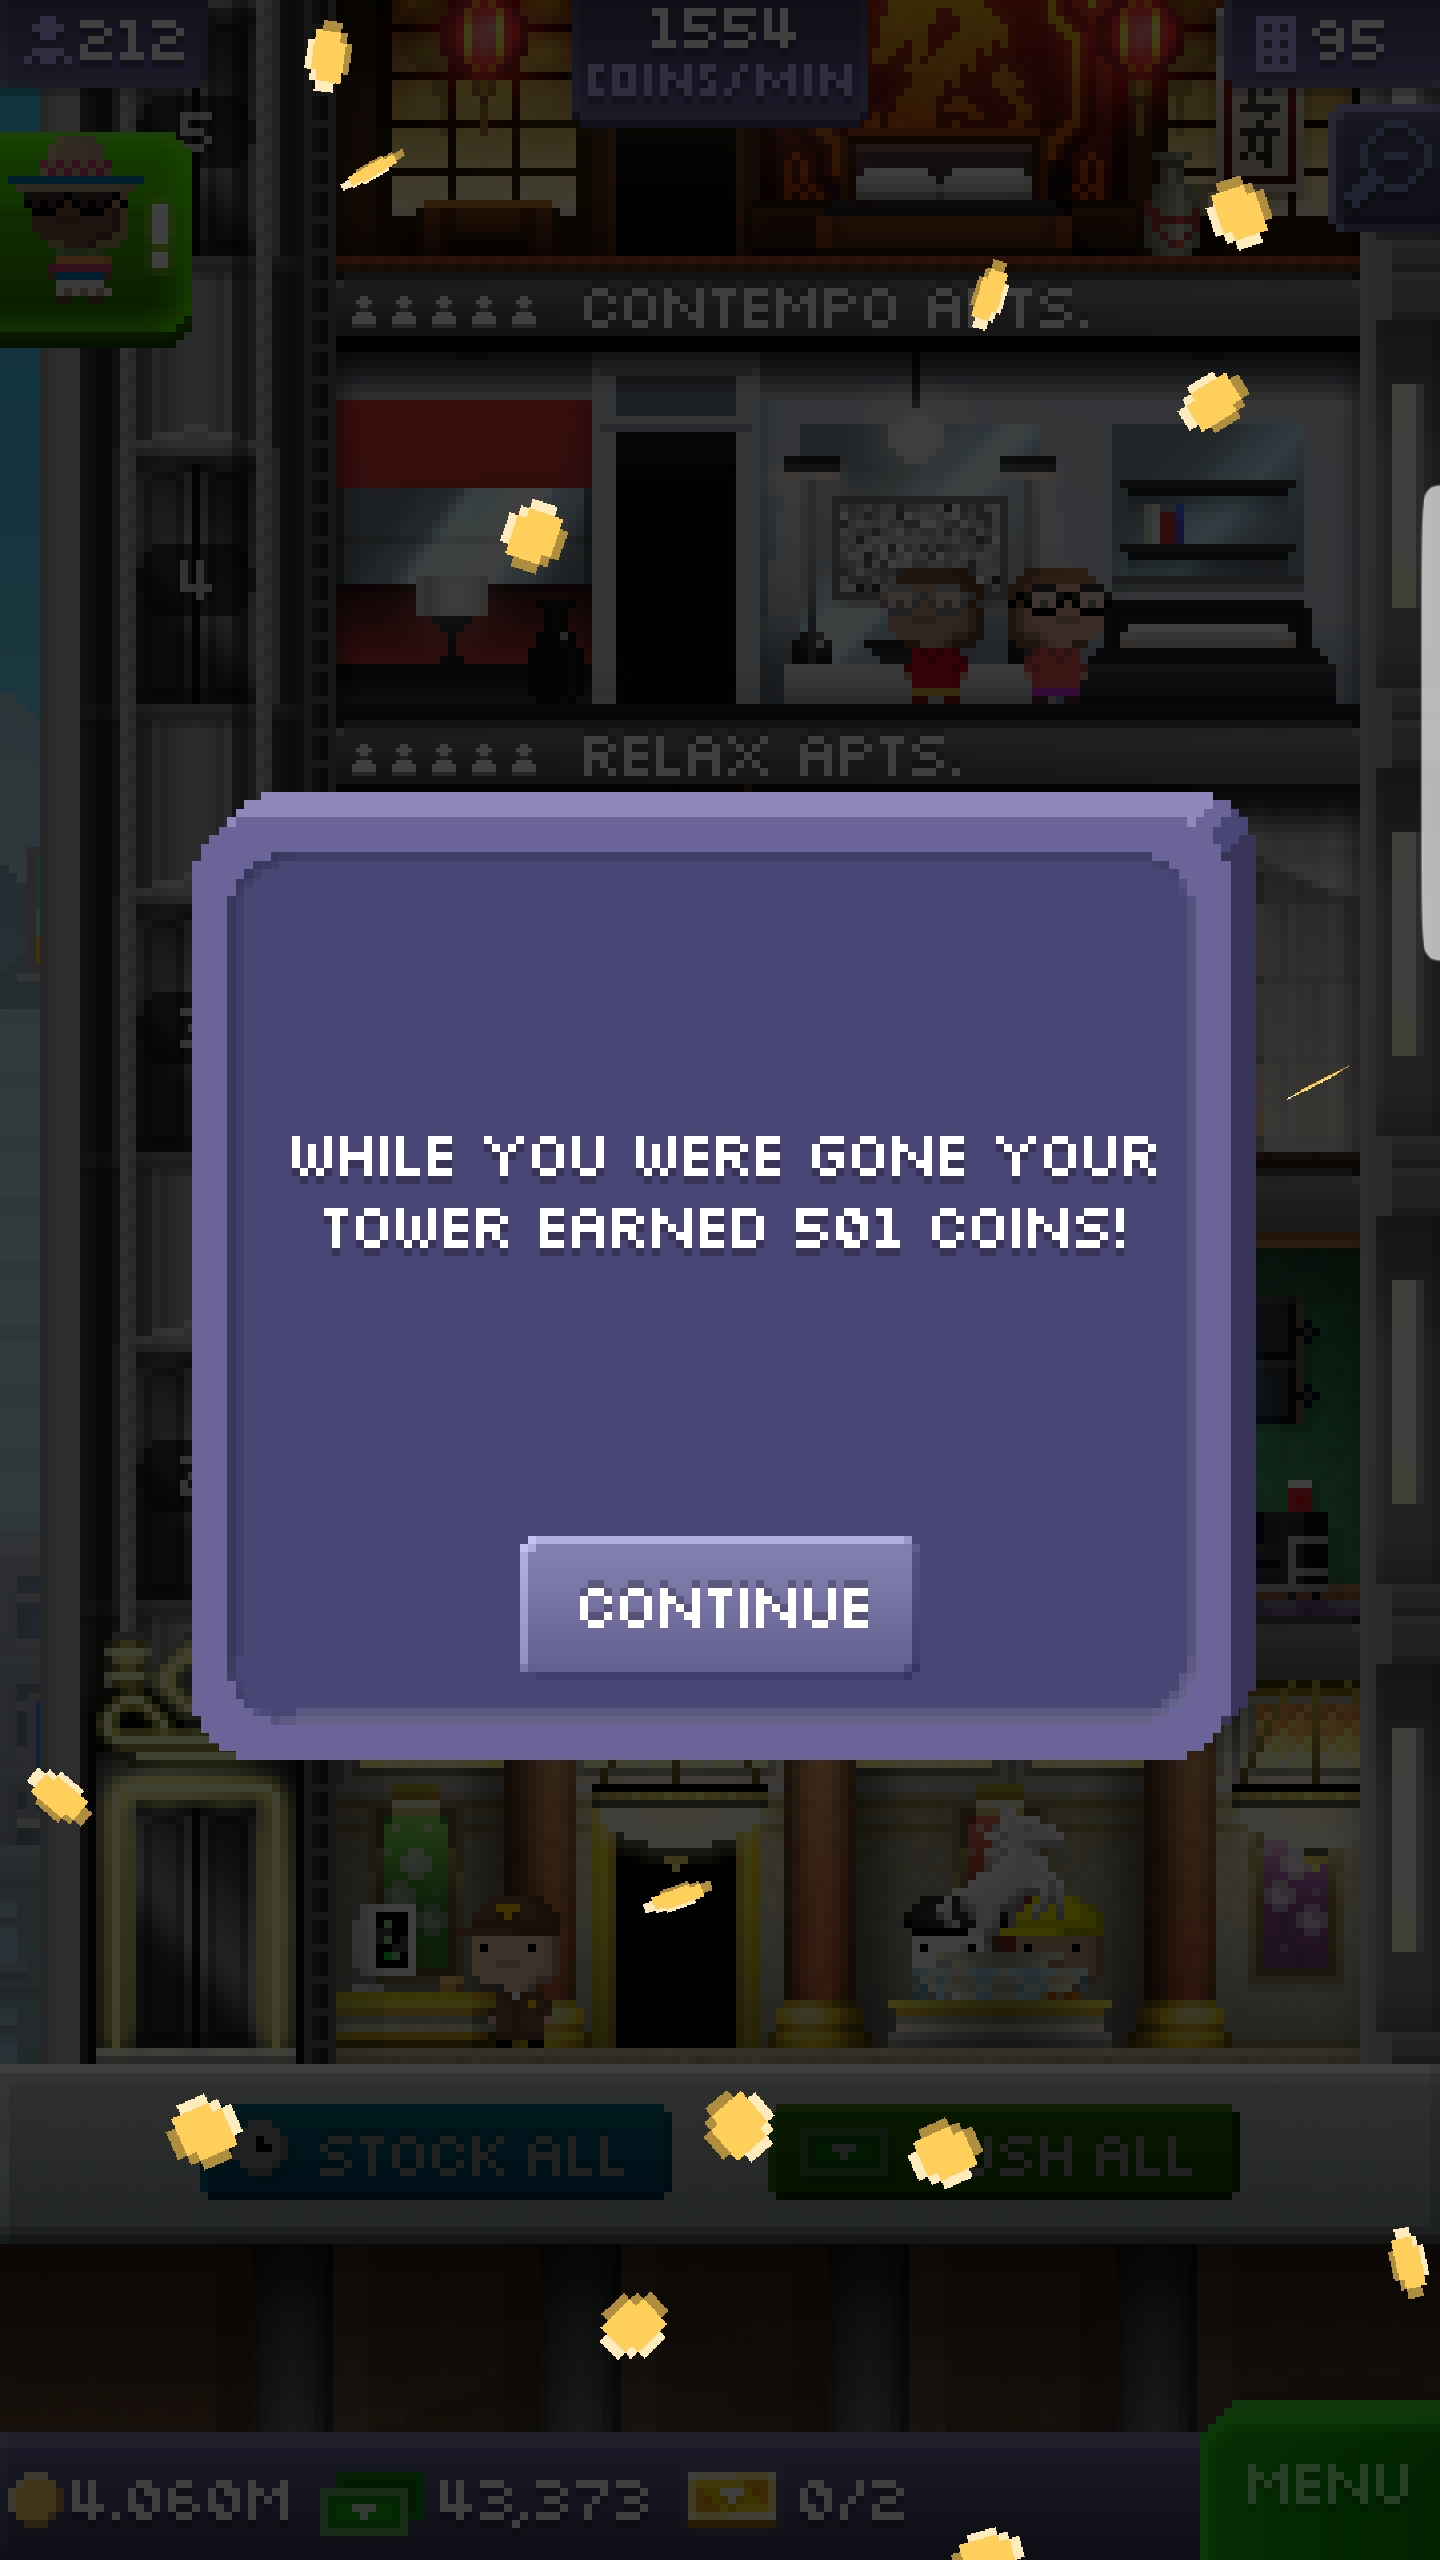 212
1554
COINS/MIN
95
5
CONTEMPO APTS.
4
RELAX APTS.
WHILE YOU WERE GONE YOUR
TOWER EARNED 501 COINS!
CONTINUE
STOCK ALL
ALL
4.060M
43,373
0/2
MENU